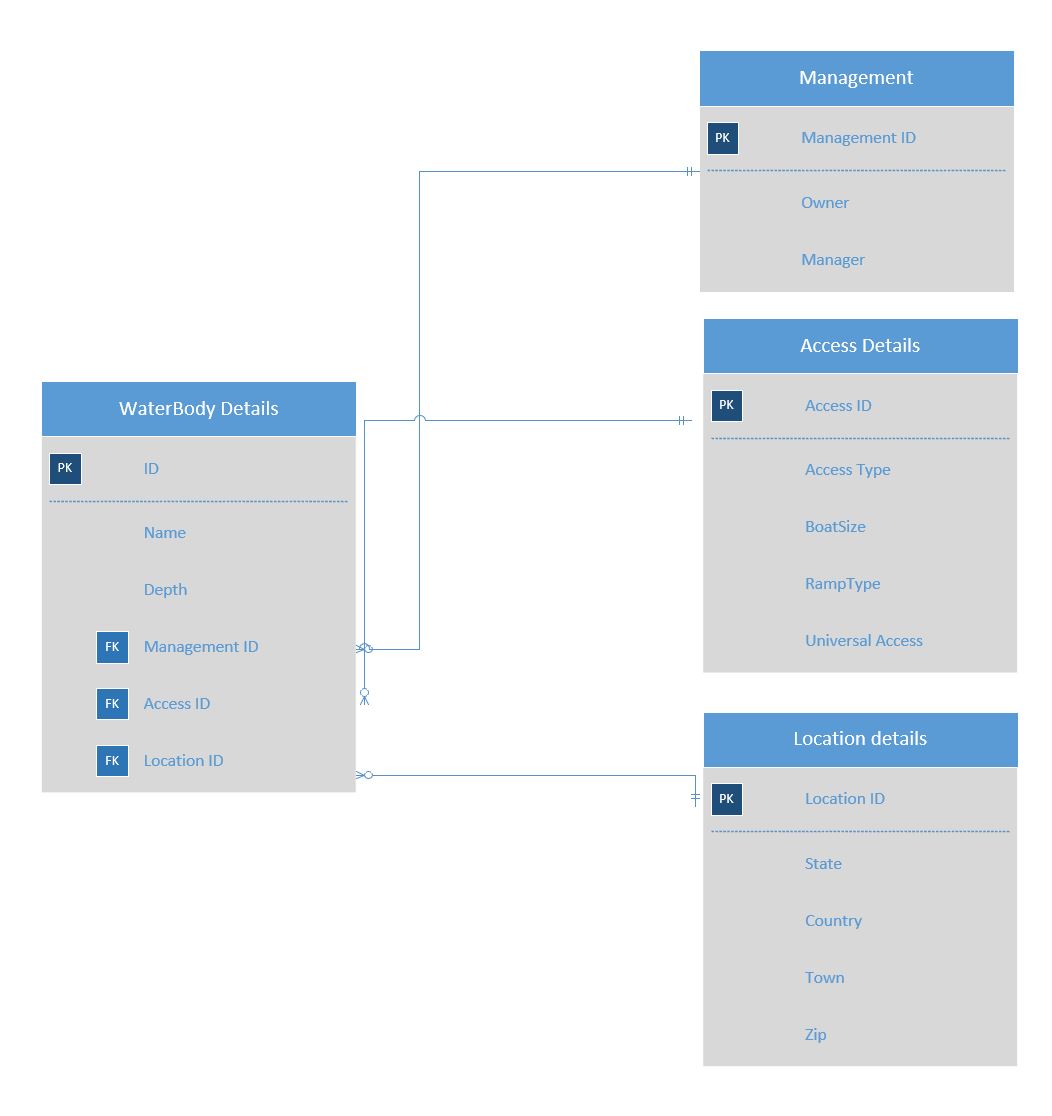 Management
PK Management ID
Owner
Manager
Access Details
PK Access ID
Access Type
BoatSize
RampType
Universal Access
WaterBody Details
PK ID
Name
Depth
FK Management ID
FK Access ID
FK Location ID
Location details
PK Location ID
State
Country
Town
Zip